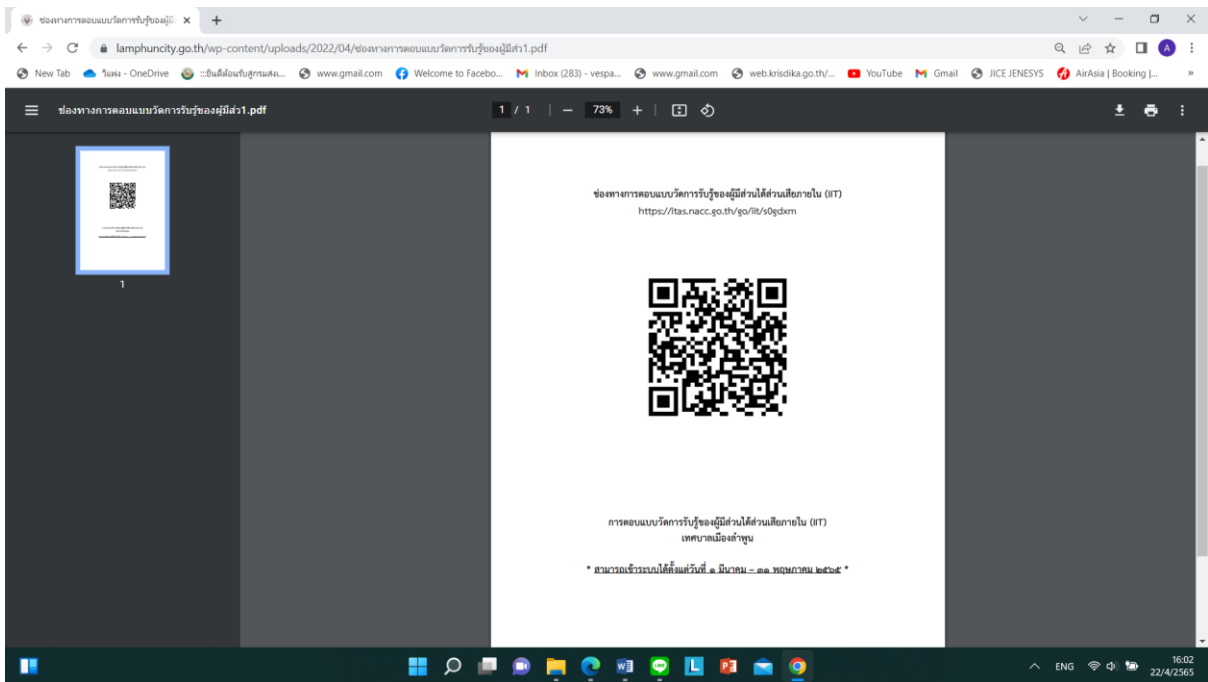 ช่องทางการตอบแบบวัดการรับรู้ของผู้มี
lamphuncity.go.th/wp-content/uploads/2022/04/ช่องทางการตอบแบบวัดการรับรู้ของผู้มีส่ว1.pdf
New Tab วิแพง - OneDrive :::ยินดีต้อนรับสู่กรมส่งเ... www.gmail.com Welcome to Facebo... Inbox (283) - vespa... www.gmail.com web.krisdika.go.th/... YouTube Gmail JICE JENESYS AirAsia | Booking |... »
ช่องทางการตอบแบบวัดการรับรู้ของผู้มีส่ว1.pdf 1 / 1 73%
1
ช่องทางการตอบแบบวัดการรับรู้ของผู้มีส่วนได้ส่วนเสียภายใน (IIT)
https://itas.nacc.go.th/go/iit/s0gdxm
การตอบแบบวัดการรับรู้ของผู้มีส่วนได้ส่วนเสียภายใน (IIT)
เทศบาลเมืองลำพูน
* สามารถเข้าระบบได้ตั้งแต่วันที่ ๑ มีนาคม – ๓๑ พฤษภาคม ๒๕๖๕ *
ENG 16:02
22/4/2565